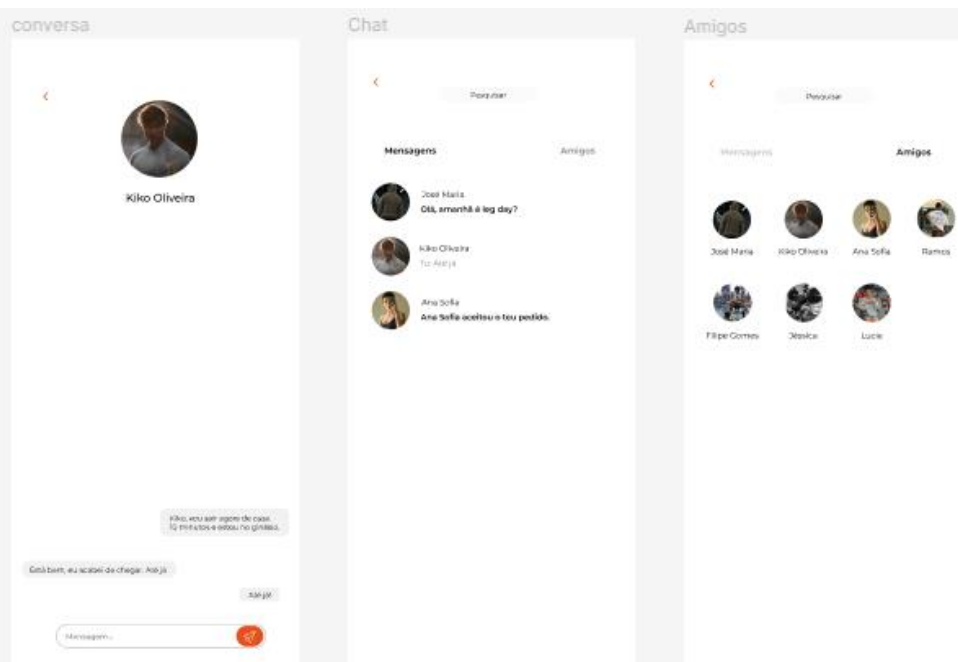 conversa
Kiko Oliveira
Kiko, vou sair agora de casa.
10 minutos e estou no ginásio.
Está bem, eu acabei de chegar. Até já
Até já!
Mensagem...
Chat
Pesquisar
Mensagens Amigos
José Maria
Olá, amanhã é leg day?
Kiko Oliveira
Tu: Até já
Ana Sofia
Ana Sofia aceitou o teu pedido.
Amigos
Pesquisar
Mensagens Amigos
José Maria Kiko Oliveira Ana Sofia Ramos
Filipe Gomes Jéssica Lucia